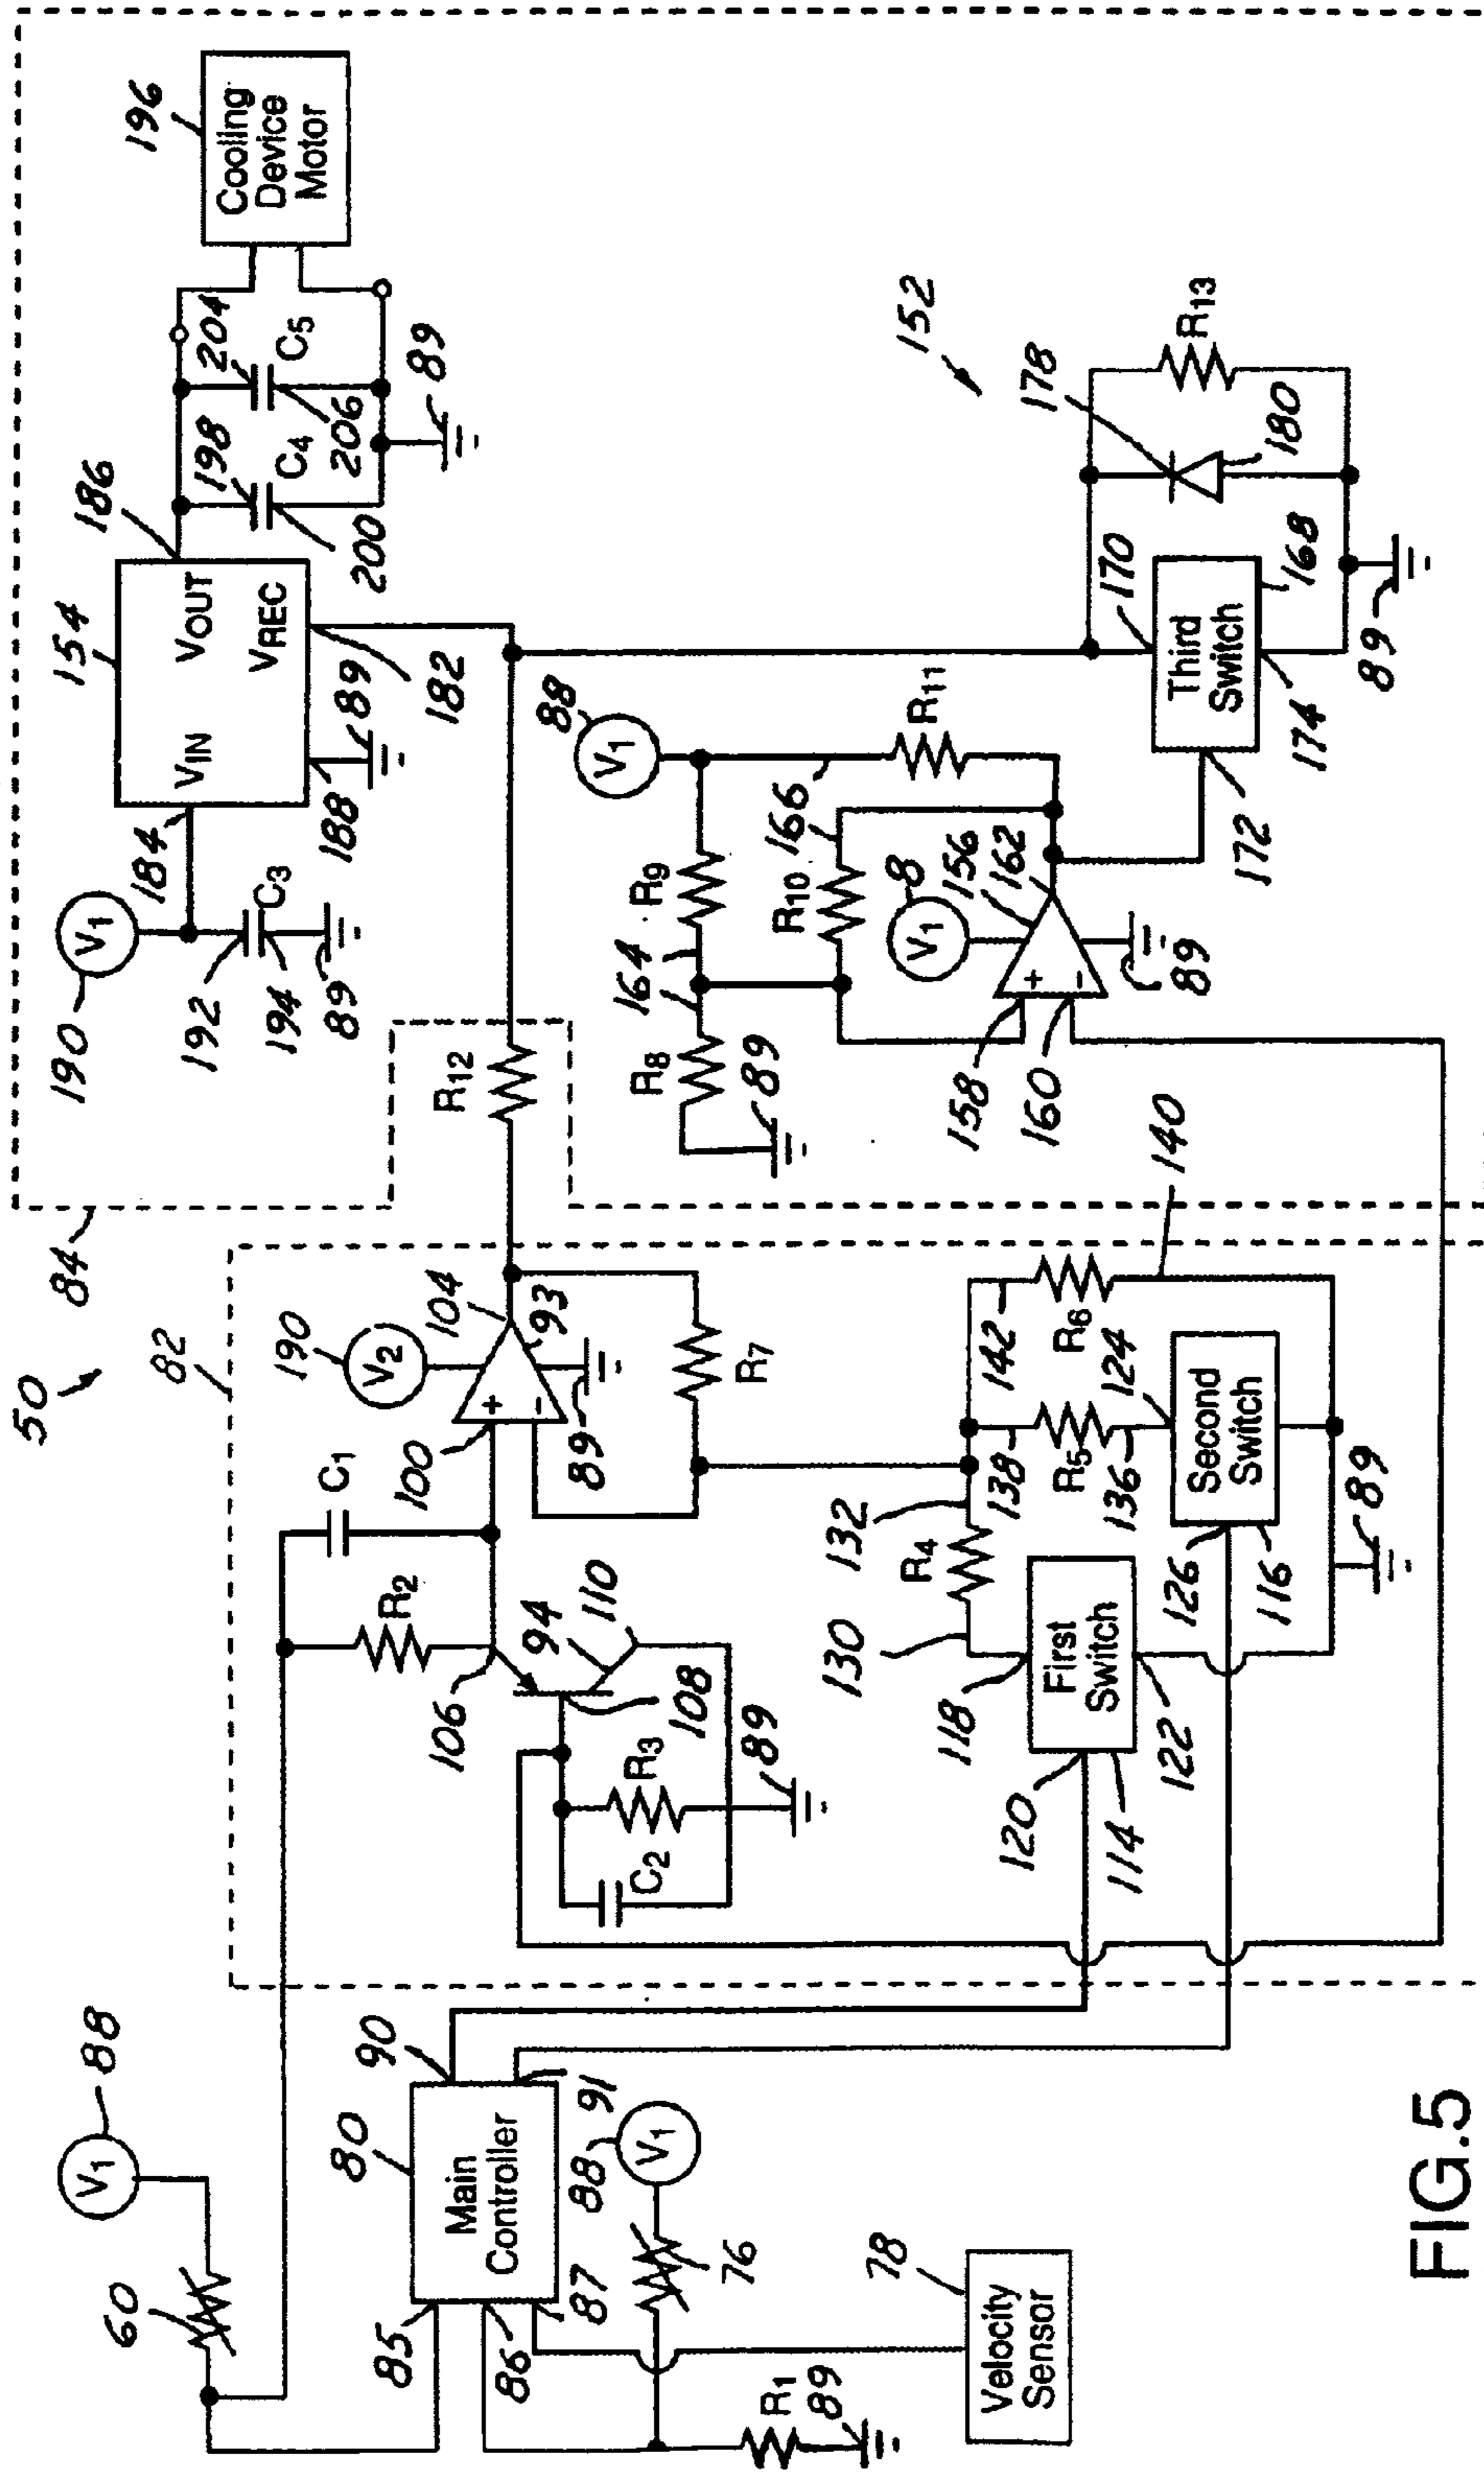 50
82
84
V1
88
60
85
86
87
80
Main
Controller
90
91
88
V1
76
R1
89
78
Velocity
Sensor
C1
R2
106
94
110
108
R3
C2
89
100
+
-
190
V2
104
93
89
R7
132
130
R4
118
First
Switch
120
114
122
138
R5
136
142
R6
124
Second
Switch
126
116
140
89
R12
190
V1
184
192
C3
194
89
154
VIN
VOUT
VREC
186
188
89
182
198
C4
200
204
C5
206
89
196
Cooling
Device
Motor
88
V1
R9
164
R8
89
R10
166
R11
8
V1
156
162
+
-
158
160
89
152
170
Third
Switch
172
174
168
178
180
R13
89
FIG.5